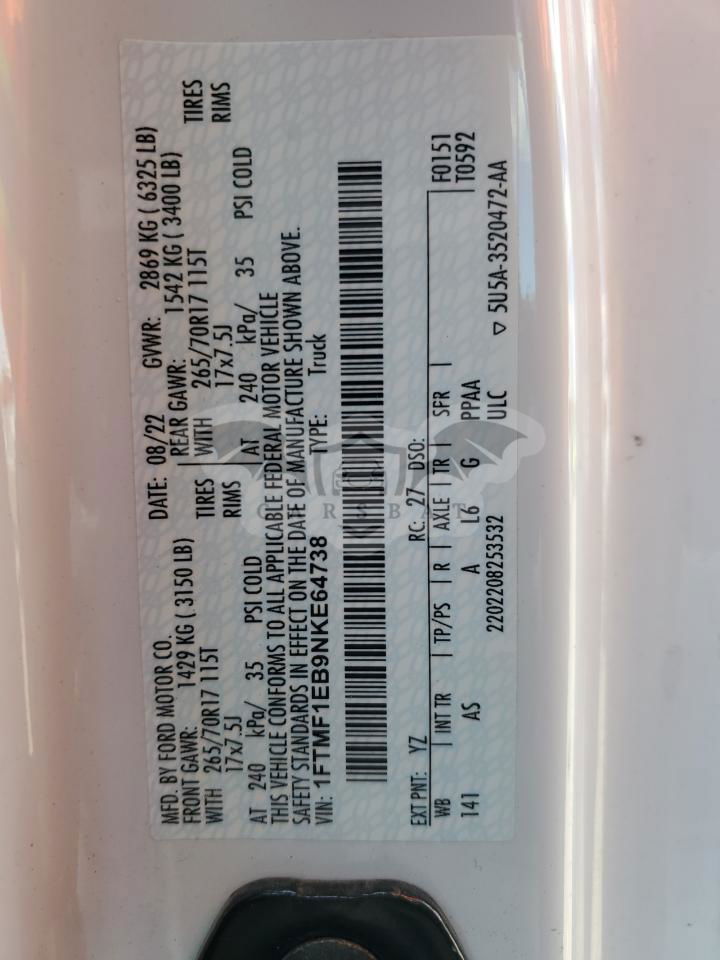 MFD. BY FORD MOTOR CO. DATE: 08/22 GVWR: 2869 KG ( 6325 LB)
FRONT GAWR: 1429 KG ( 3150 LB) REAR GAWR: 1542 KG ( 3400 LB)
WITH 265/70R17 115T TIRES WITH 265/70R17 115T TIRES
17x7.5J RIMS 17x7.5J RIMS
AT 240 kPa/ 35 PSI COLD AT 240 kPa/ 35 PSI COLD
THIS VEHICLE CONFORMS TO ALL APPLICABLE FEDERAL MOTOR VEHICLE
SAFETY STANDARDS IN EFFECT ON THE DATE OF MANUFACTURE SHOWN ABOVE.
VIN: 1FTMF1EB9NKE64738 TYPE: Truck
CARSBAT
EXT PNT: YZ RC: 27 DSO: F0151
WB INT TR TP/PS R AXLE TR SFR T0592
141 AS A L6 G PPAA
2202208253532 ULC ▽ 5U5A-3520472-AA